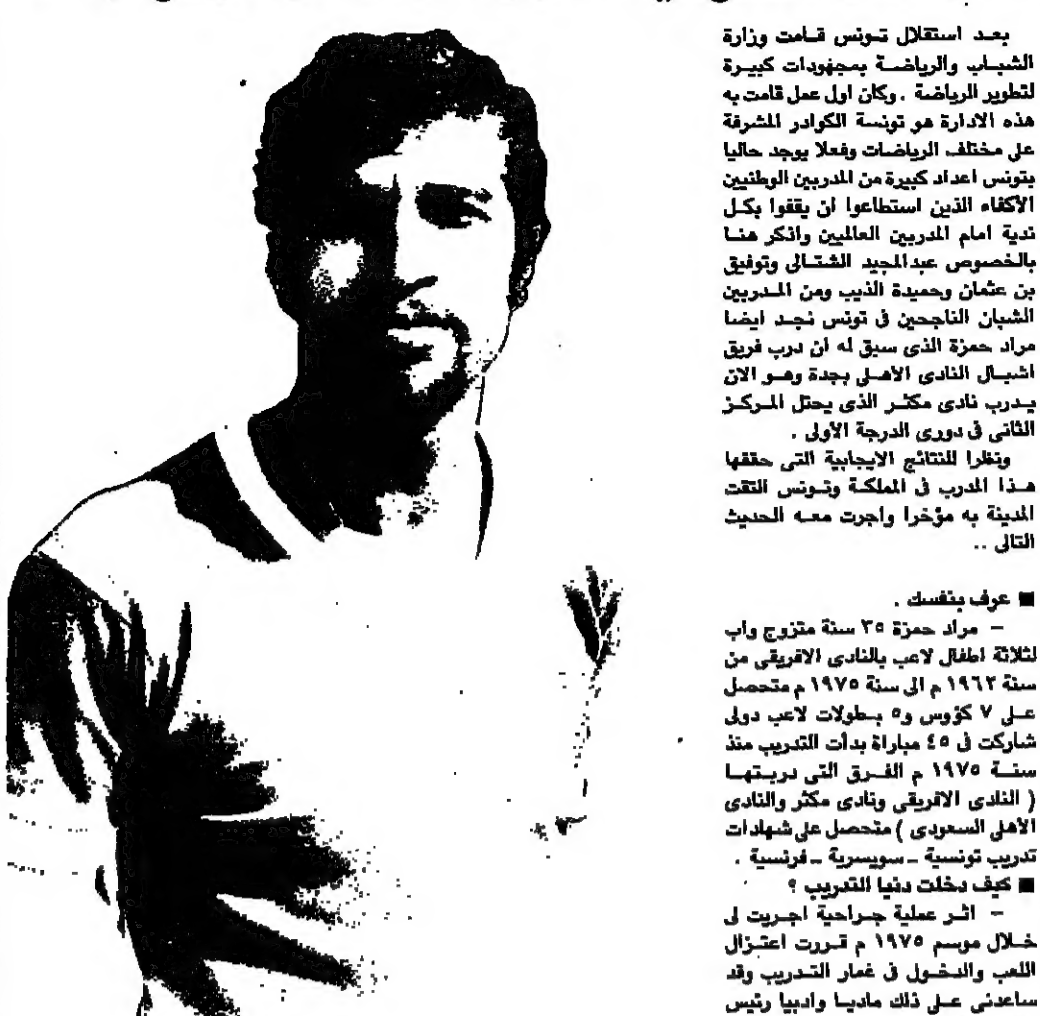 بعد استقلال تونس قامت وزارة
الشباب والرياضة بمجهودات كبيرة
لتطوير الرياضة . وكان اول عمل قامت به
هذه الادارة هو تونسة الكوادر المشرفة
على مختلف الرياضات وفعلا يوجد حاليا
بتونس اعداد كبيرة من المدربين الوطنيين
الأكفاء الذين استطاعوا ان يقفوا بكل
ندية امام المدربين العالميين واذكر هنا
بالخصوص عبدالمجيد الشتالى وتوفيق
بن عثمان وحميدة الذيب ومن المدربين
الشبان الناجحين فى تونس نجد ايضا
مراد حمزة الذى سبق له ان درب فريق
اشبال النادى الاهلى بجدة وهو الان
يدرب نادى مكثر الذى يحتل المركز
الثانى فى دورى الدرجة الأولى .
ونظرا للنتائج الايجابية التى حققها
هذا المدرب فى المملكة وتونس التقت
المدينة به مؤخرا واجرت معه الحديث
التالى ..
■ عرف بنفسك .
– مراد حمزة ٣٥ سنة متزوج واب
لثلاثة اطفال لاعب بالنادى الافريقى من
سنة ١٩٦٢ م الى سنة ١٩٧٥ م متحصل
على ٧ كؤوس و٥ بطولات لاعب دولى
شاركت فى ٤٥ مباراة بدأت التدريب منذ
سنة ١٩٧٥ م الفرق التى دربتها
( النادى الافريقى ونادى مكثر والنادى
الأهلى السعودى ) متحصل على شهادات
تدريب تونسية – سويسرية – فرنسية .
■ كيف دخلت دنيا التدريب ؟
– اثر عملية جراحية اجريت لى
خلال موسم ١٩٧٥ م قررت اعتزال
اللعب والدخول فى غمار التدريب وقد
ساعدنى على ذلك ماديا وادبيا رئيس